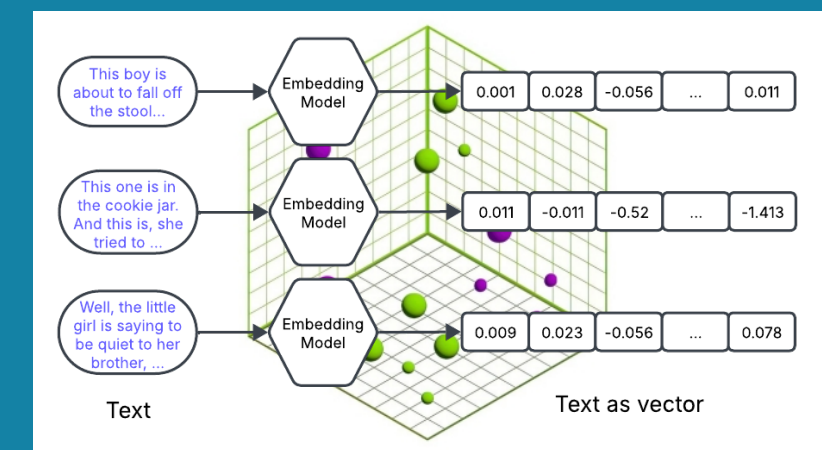 This boy is
about to fall off
the stool...
Embedding
Model
0.001 0.028 -0.056 ... 0.011
This one is in
the cookie jar.
And this is, she
tried to ...
Embedding
Model
0.011 -0.011 -0.52 ... -1.413
Well, the little
girl is saying to
be quiet to her
brother, ...
Embedding
Model
0.009 0.023 -0.056 ... 0.078
Text
Text as vector